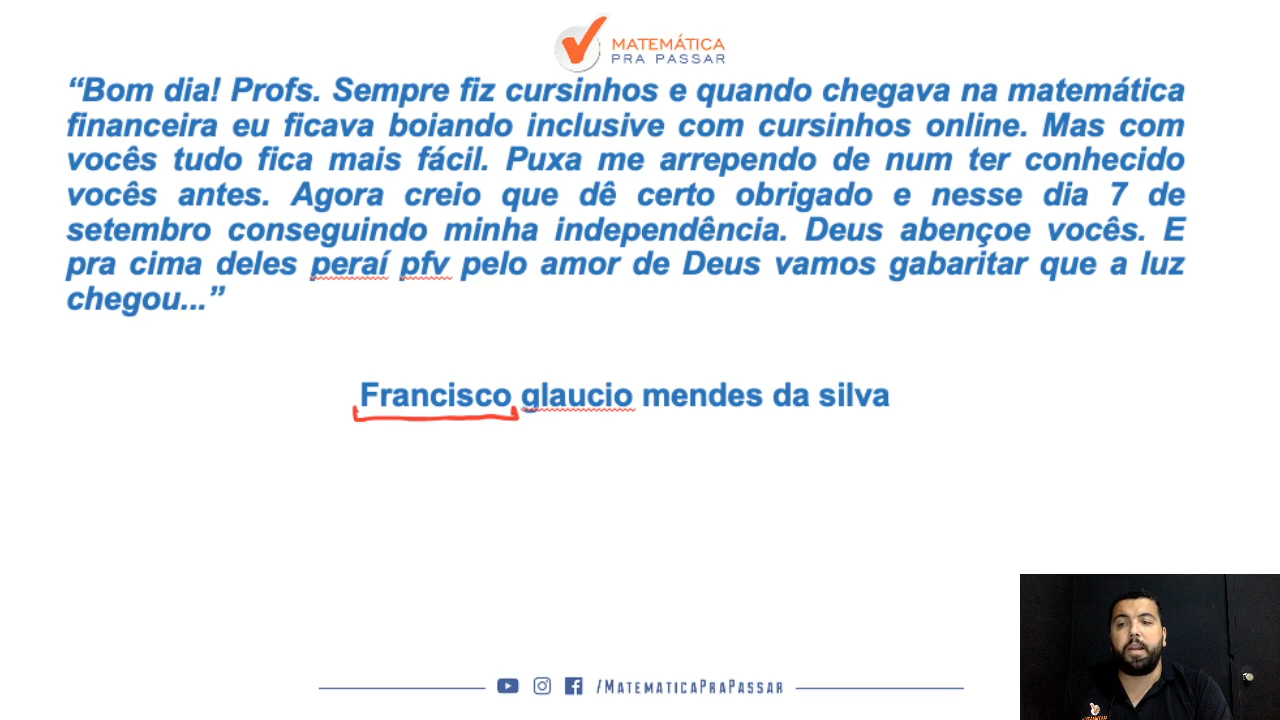 MATEMÁTICA
PRA PASSAR
“Bom dia! Profs. Sempre fiz cursinhos e quando chegava na matemática
financeira eu ficava boiando inclusive com cursinhos online. Mas com
vocês tudo fica mais fácil. Puxa me arrependo de num ter conhecido
vocês antes. Agora creio que dê certo obrigado e nesse dia 7 de
setembro conseguindo minha independência. Deus abençoe vocês. E
pra cima deles peraí pfv pelo amor de Deus vamos gabaritar que a luz
chegou...”
Francisco glaucio mendes da silva
/MATEMATICAPRAPASSAR